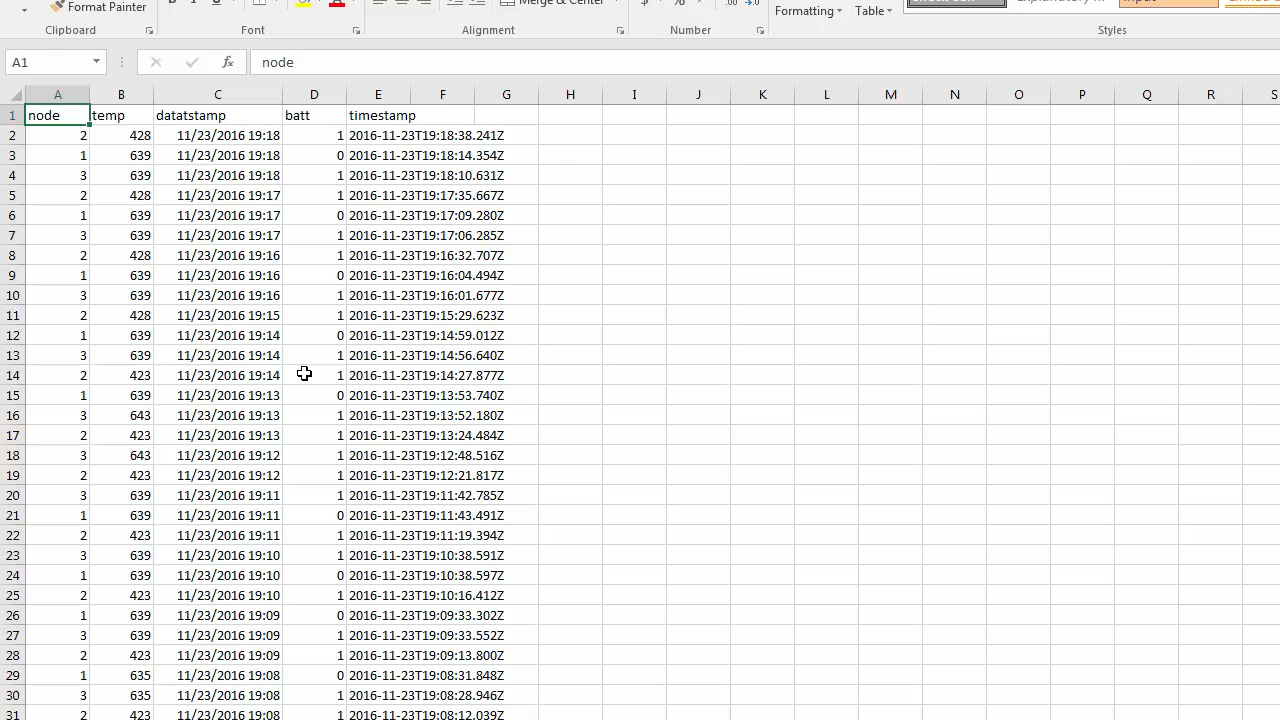 Format Painter
Merge & Center
Formatting Table
Clipboard Font Alignment Number Styles
A1 fx node
A B C D E F G H I J K L M N O P Q R S
1 node temp datatstamp batt timestamp
2 2 428 11/23/2016 19:18 1 2016-11-23T19:18:38.241Z
3 1 639 11/23/2016 19:18 0 2016-11-23T19:18:14.354Z
4 3 639 11/23/2016 19:18 1 2016-11-23T19:18:10.631Z
5 2 428 11/23/2016 19:17 1 2016-11-23T19:17:35.667Z
6 1 639 11/23/2016 19:17 0 2016-11-23T19:17:09.280Z
7 3 639 11/23/2016 19:17 1 2016-11-23T19:17:06.285Z
8 2 428 11/23/2016 19:16 1 2016-11-23T19:16:32.707Z
9 1 639 11/23/2016 19:16 0 2016-11-23T19:16:04.494Z
10 3 639 11/23/2016 19:16 1 2016-11-23T19:16:01.677Z
11 2 428 11/23/2016 19:15 1 2016-11-23T19:15:29.623Z
12 1 639 11/23/2016 19:14 0 2016-11-23T19:14:59.012Z
13 3 639 11/23/2016 19:14 1 2016-11-23T19:14:56.640Z
14 2 423 11/23/2016 19:14 1 2016-11-23T19:14:27.877Z
15 1 639 11/23/2016 19:13 0 2016-11-23T19:13:53.740Z
16 3 643 11/23/2016 19:13 1 2016-11-23T19:13:52.180Z
17 2 423 11/23/2016 19:13 1 2016-11-23T19:13:24.484Z
18 3 643 11/23/2016 19:12 1 2016-11-23T19:12:48.516Z
19 2 423 11/23/2016 19:12 1 2016-11-23T19:12:21.817Z
20 3 639 11/23/2016 19:11 1 2016-11-23T19:11:42.785Z
21 1 639 11/23/2016 19:11 0 2016-11-23T19:11:43.491Z
22 2 423 11/23/2016 19:11 1 2016-11-23T19:11:19.394Z
23 3 639 11/23/2016 19:10 1 2016-11-23T19:10:38.591Z
24 1 639 11/23/2016 19:10 0 2016-11-23T19:10:38.597Z
25 2 423 11/23/2016 19:10 1 2016-11-23T19:10:16.412Z
26 1 639 11/23/2016 19:09 0 2016-11-23T19:09:33.302Z
27 3 639 11/23/2016 19:09 1 2016-11-23T19:09:33.552Z
28 2 423 11/23/2016 19:09 1 2016-11-23T19:09:13.800Z
29 1 635 11/23/2016 19:08 0 2016-11-23T19:08:31.848Z
30 3 635 11/23/2016 19:08 1 2016-11-23T19:08:28.946Z
31 2 423 11/23/2016 19:08 1 2016-11-23T19:08:12.039Z